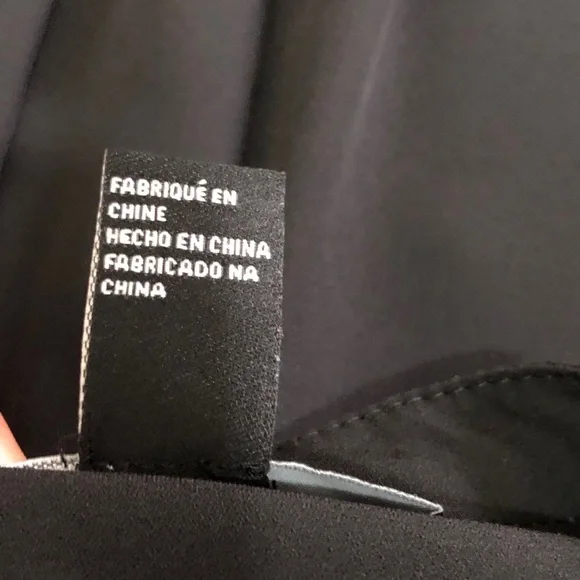 FABRIQUÉ EN
CHINE
HECHO EN CHINA
FABRICADO NA
CHINA